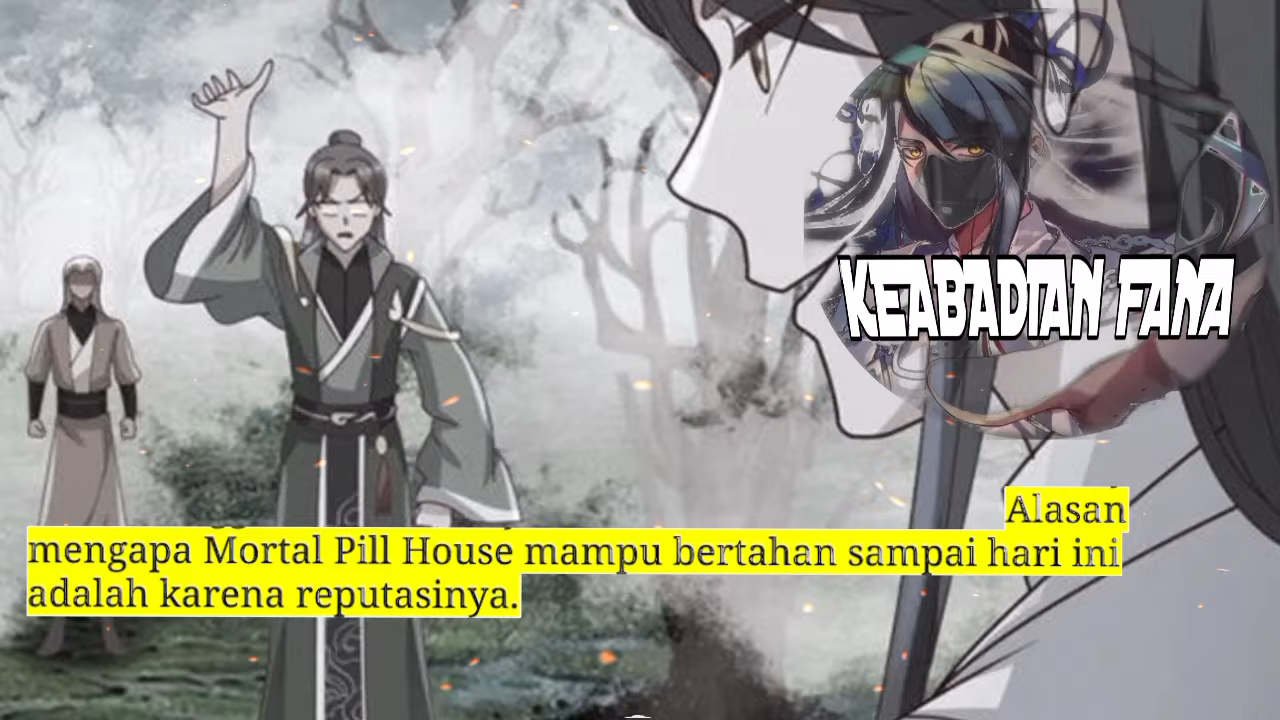 KEABADIAN FANA
Alasan
mengapa Mortal Pill House mampu bertahan sampai hari ini
adalah karena reputasinya.